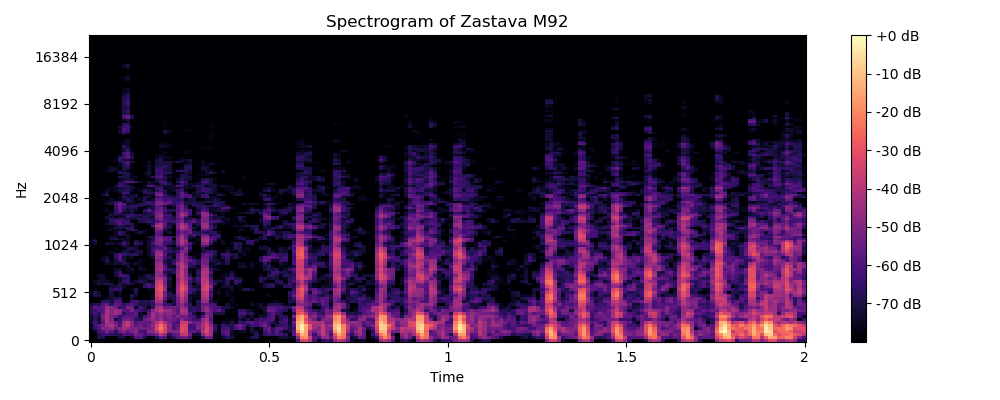 Spectrogram of Zastava M92
Hz
16384
8192
4096
2048
1024
512
0
0
0.5
1
1.5
2
Time
+0 dB
-10 dB
-20 dB
-30 dB
-40 dB
-50 dB
-60 dB
-70 dB